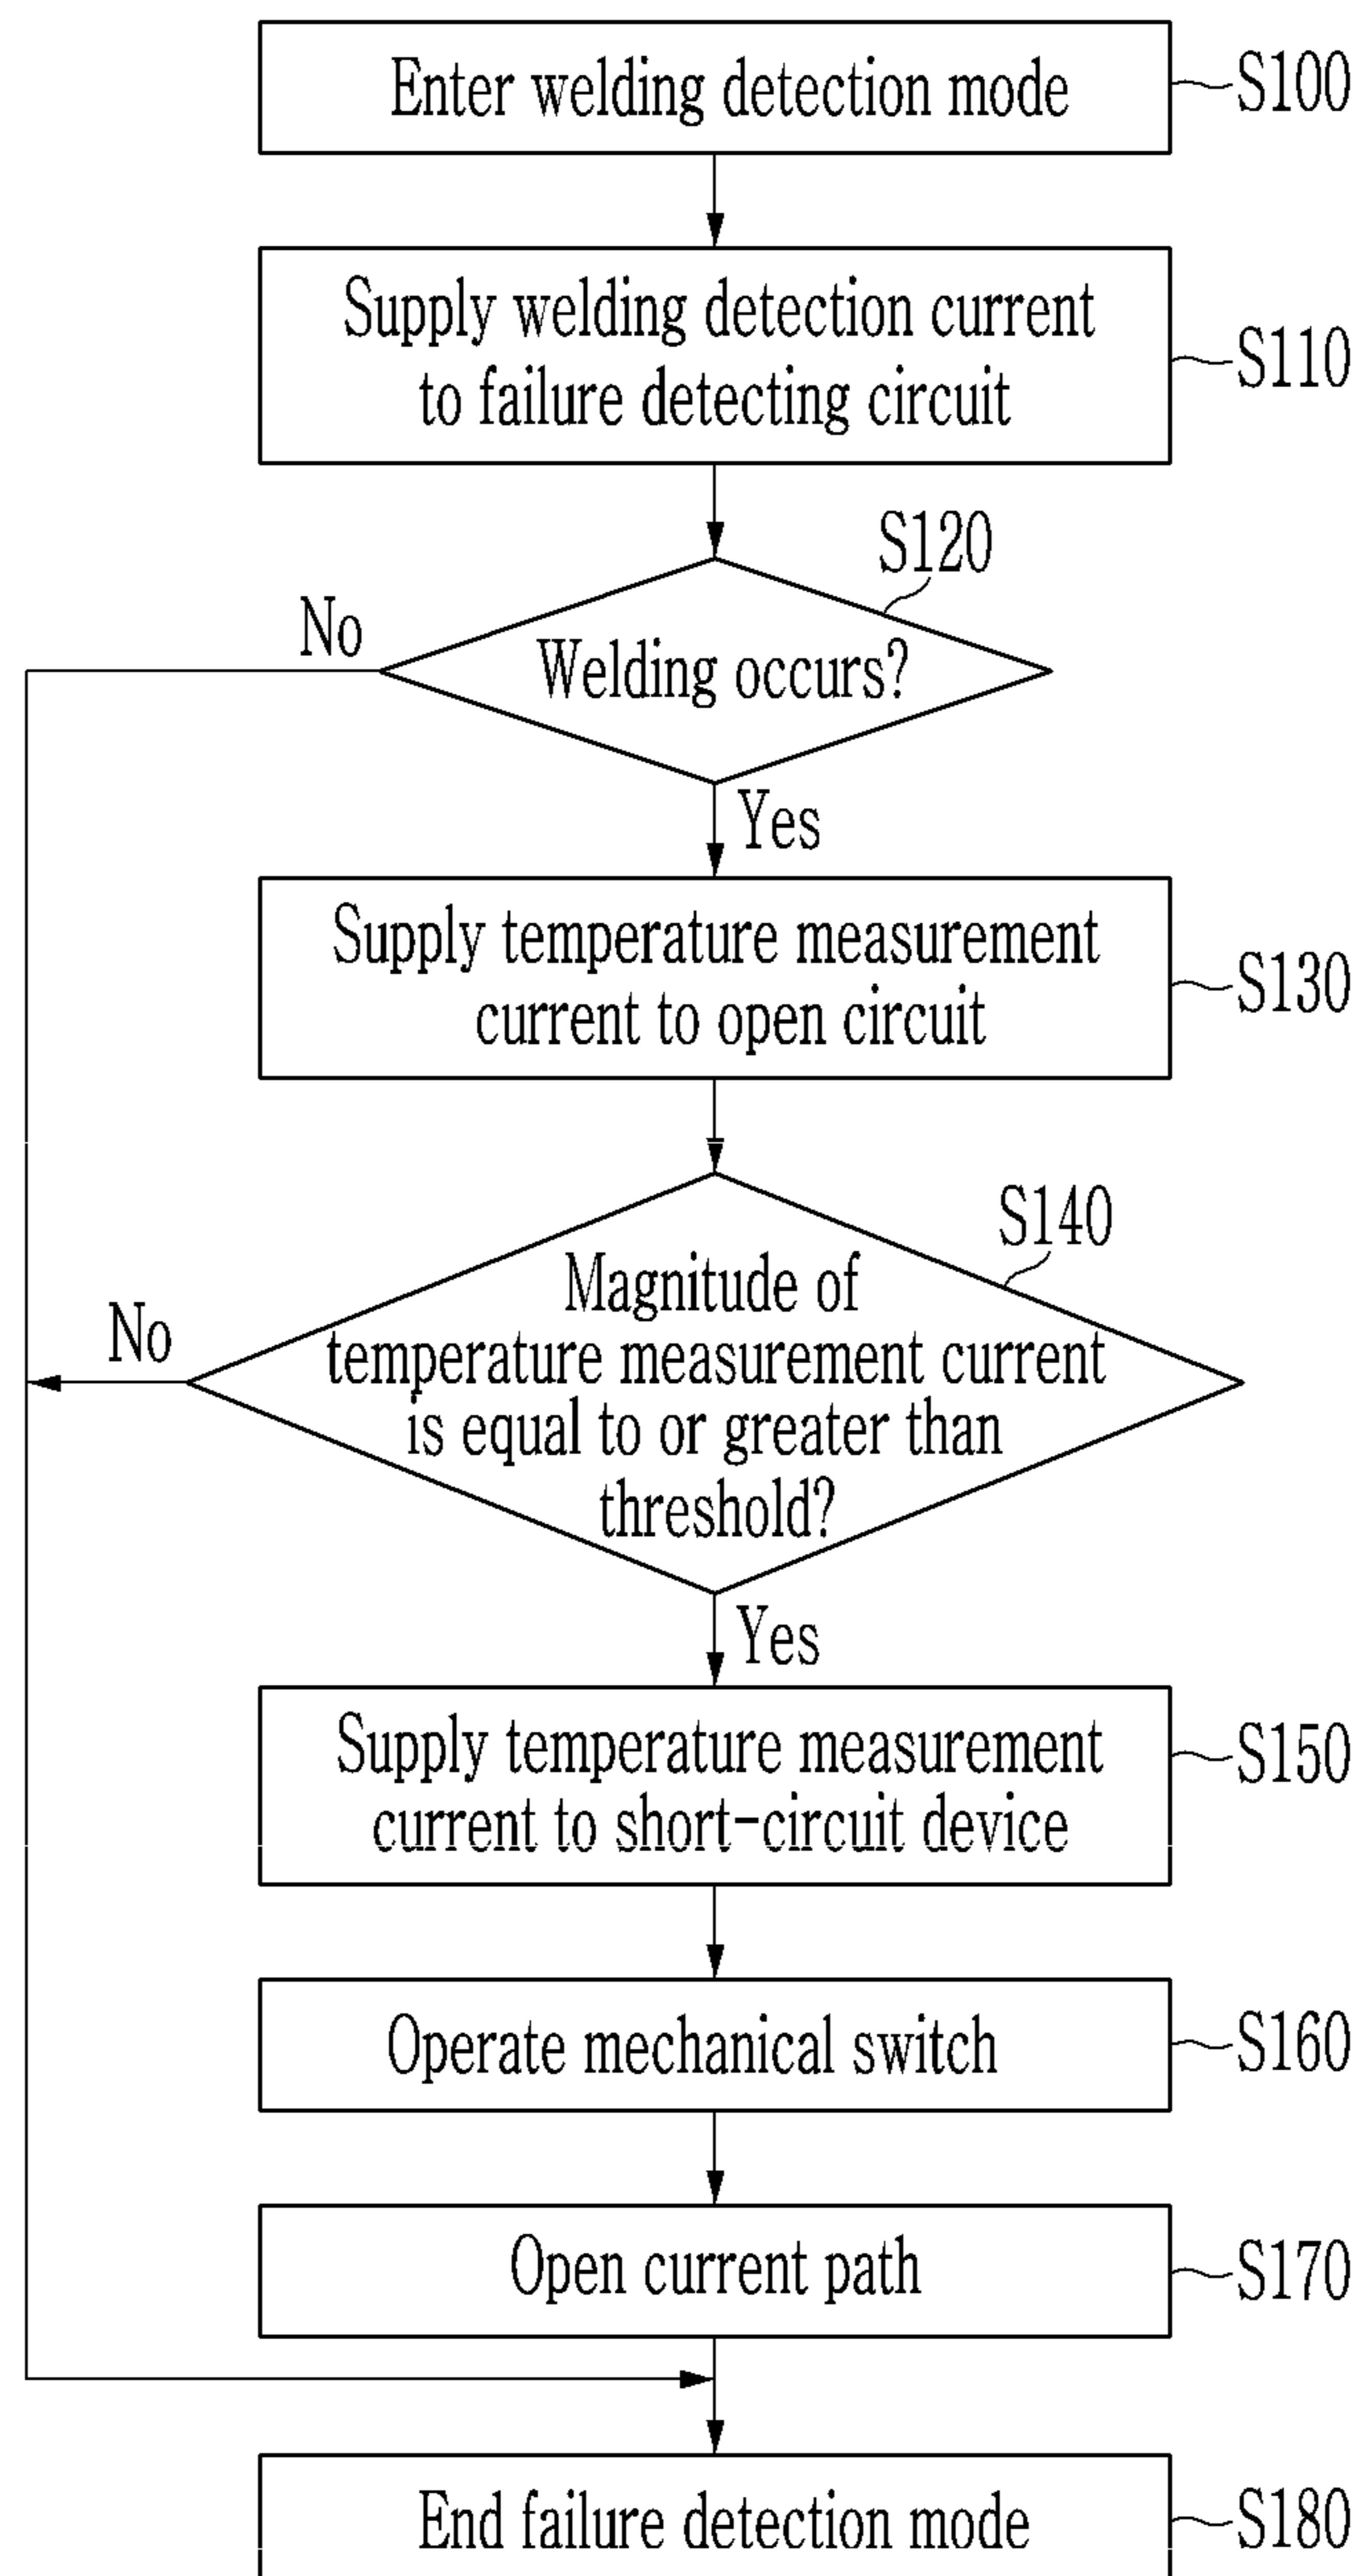 Enter welding detection mode
S100
Supply welding detection current
to failure detecting circuit
S110
S120
No
Welding occurs?
Yes
Supply temperature measurement
current to open circuit
S130
S140
No
Magnitude of
temperature measurement current
is equal to or greater than
threshold?
Yes
Supply temperature measurement
current to short-circuit device
S150
Operate mechanical switch
S160
Open current path
S170
End failure detection mode
S180